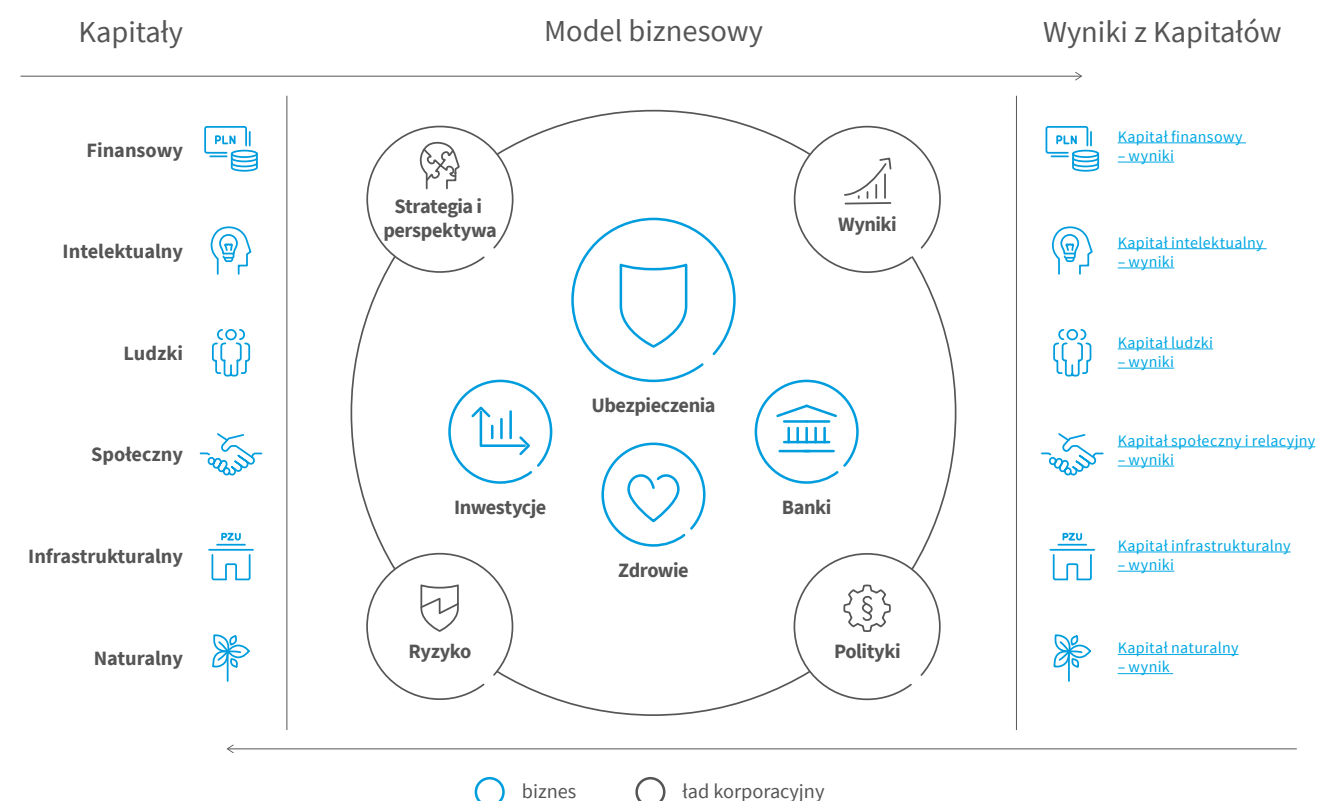 Kapitały
Model biznesowy
Wyniki z Kapitałów
Finansowy
PLN
Intelektualny
Ludzki
Społeczny
Infrastrukturalny
PZU
Naturalny
Strategia i
perspektywa
Wyniki
Ubezpieczenia
Inwestycje
Banki
Zdrowie
Ryzyko
§
Polityki
PLN
Kapitał finansowy
– wyniki
Kapitał intelektualny
– wyniki
Kapitał ludzki
– wyniki
Kapitał społeczny i relacyjny
– wyniki
PZU
Kapitał infrastrukturalny
– wyniki
Kapitał naturalny
– wynik
biznes
ład korporacyjny